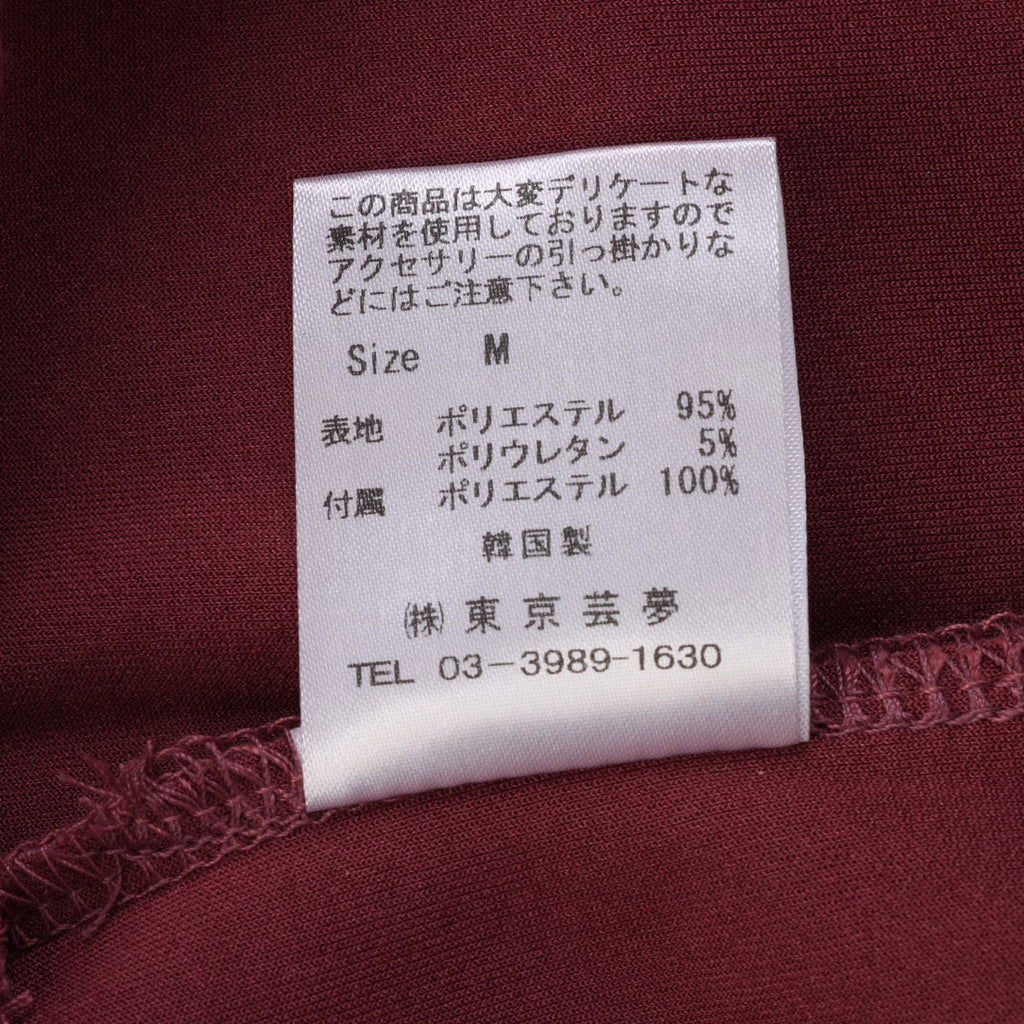 この商品は大変デリケートな
素材を使用しておりますので
アクセサリーの引っ掛かりな
どにはご注意下さい。
Size M
表地 ポリエステル 95%
ポリウレタン 5%
付属 ポリエステル 100%
韓国製
㈱東京芸夢
TEL 03-3989-1630